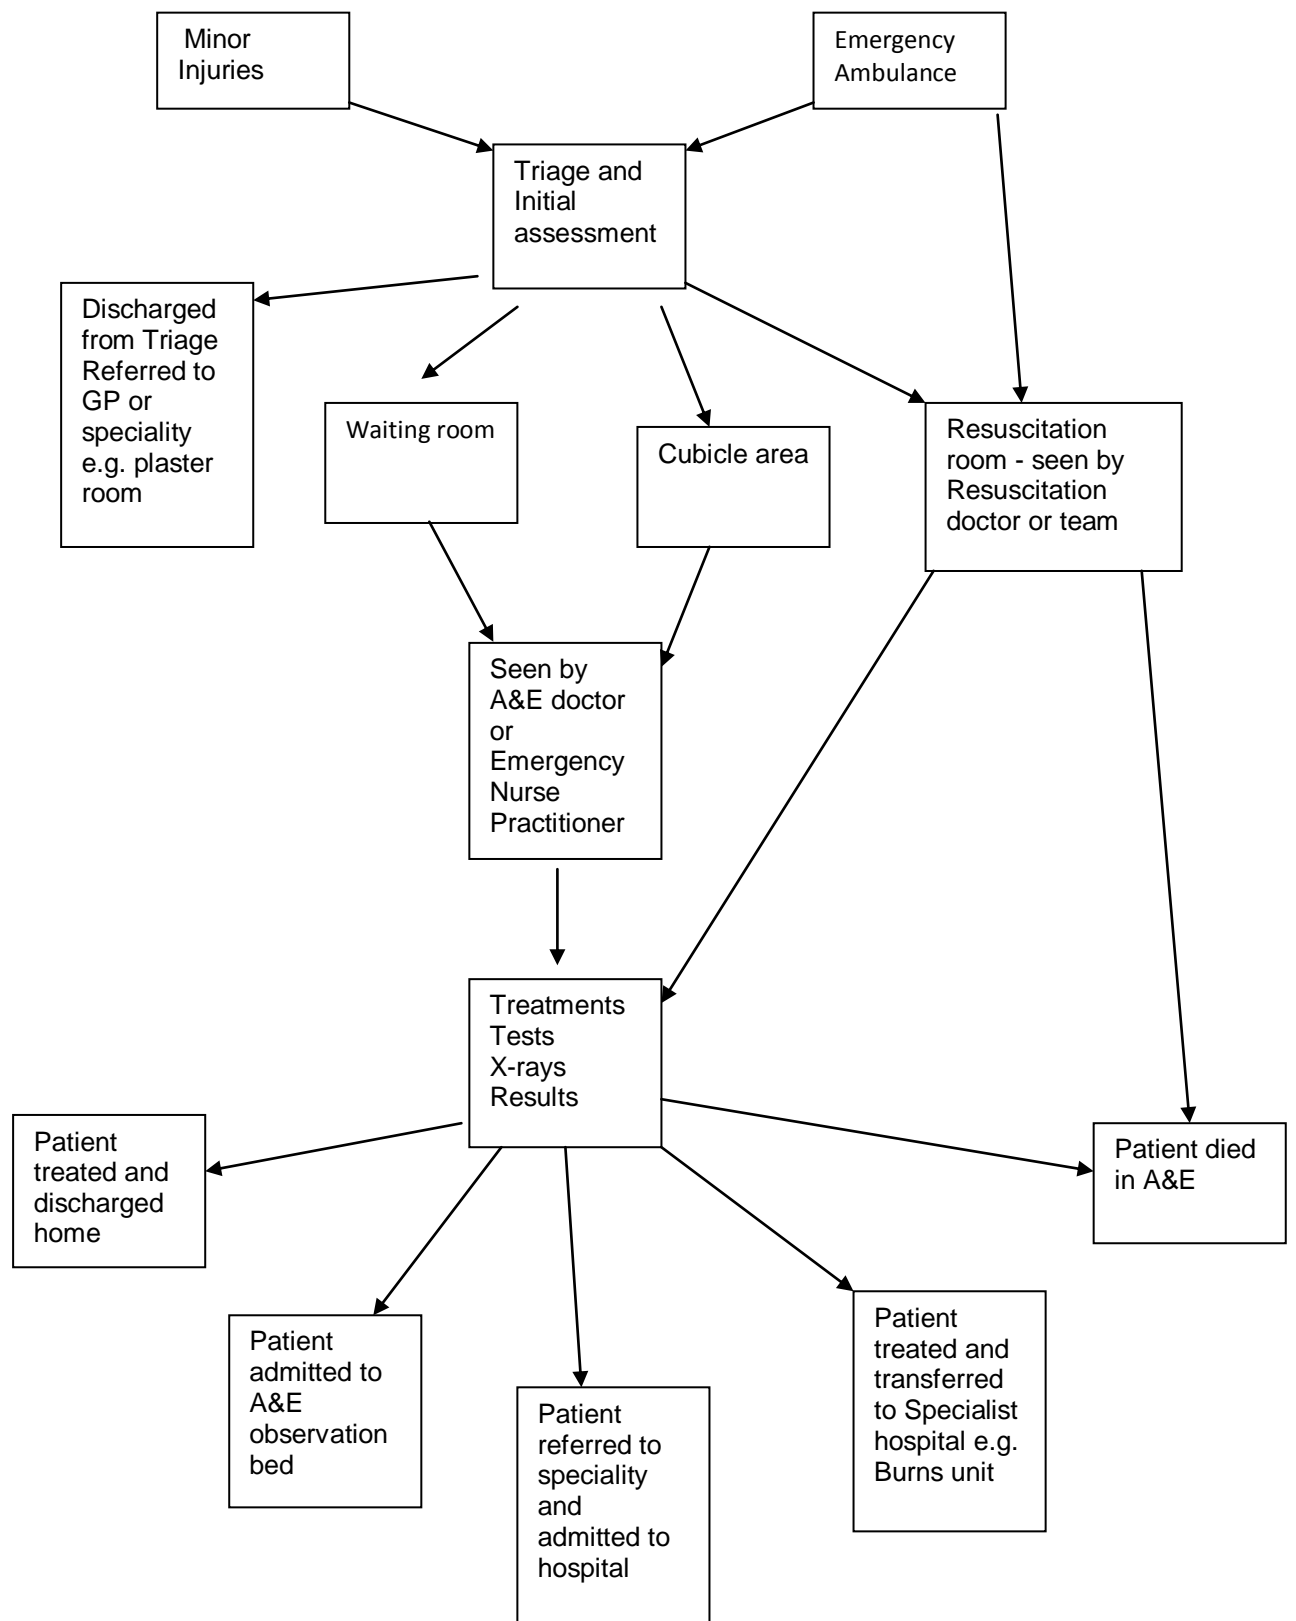 Minor
Injuries
Emergency
Ambulance
Triage and
Initial
assessment
Discharged
from Triage
Referred to
GP or
speciality
e.g. plaster
room
Waiting room
Cubicle area
Resuscitation
room - seen by
Resuscitation
doctor or team
Seen by
A&E doctor
or
Emergency
Nurse
Practitioner
Treatments
Tests
X-rays
Results
Patient
treated and
discharged
home
Patient died
in A&E
Patient
admitted to
A&E
observation
bed
Patient
referred to
speciality
and
admitted to
hospital
Patient
treated and
transferred
to Specialist
hospital e.g.
Burns unit